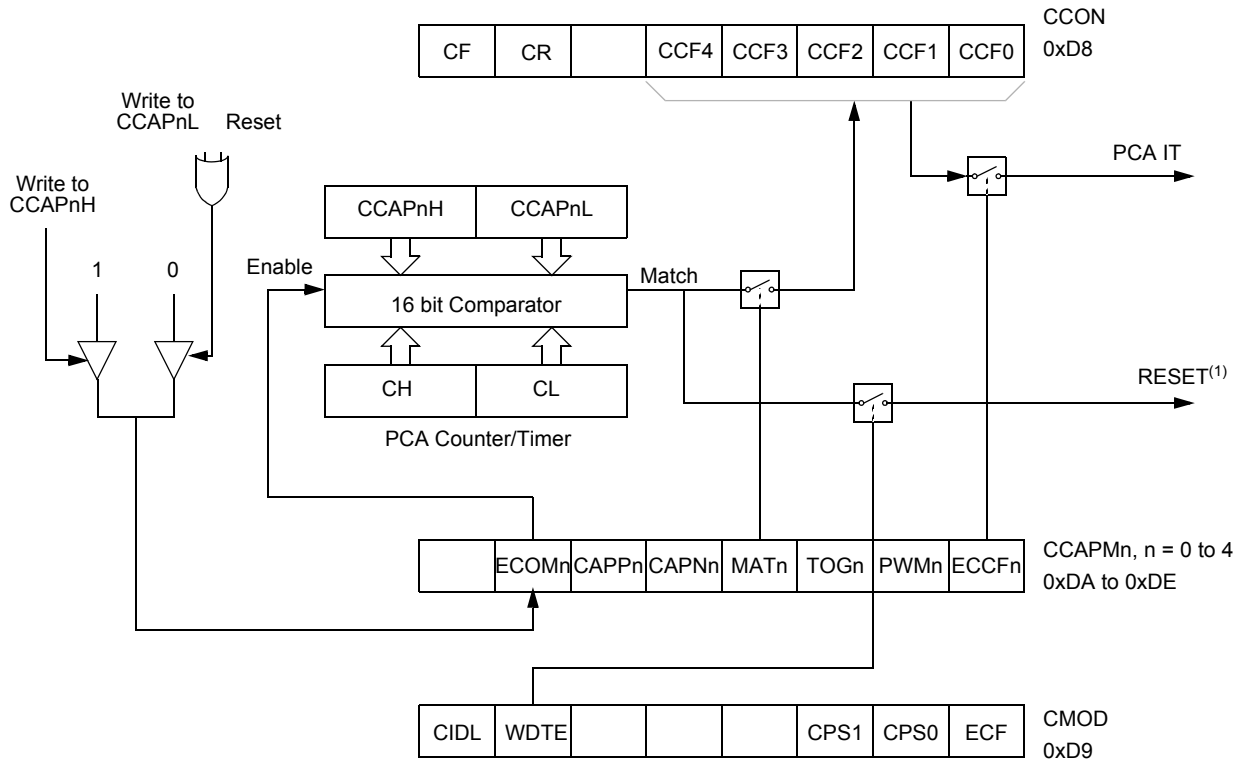 CCON
0xD8
CF CR CCF4 CCF3 CCF2 CCF1 CCF0
Write to
CCAPnL
Reset
PCA IT
Write to
CCAPnH
CCAPnH CCAPnL
1 0
Enable
Match
16 bit Comparator
CH CL
RESET(1)
PCA Counter/Timer
ECOMn CAPPn CAPNn MATn TOGn PWMn ECCFn
CCAPMn, n = 0 to 4
0xDA to 0xDE
CIDL WDTE CPS1 CPS0 ECF
CMOD
0xD9